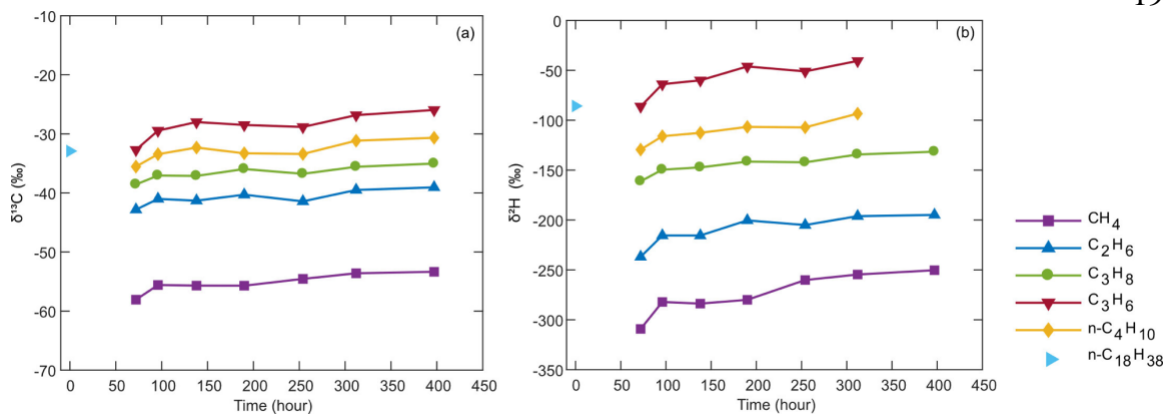 19
(a)
-10
-20
-30
-40
-50
-60
-70
δ¹³C (‰)
0 50 100 150 200 250 300 350 400 450
Time (hour)
(b)
0
-50
-100
-150
-200
-250
-300
-350
δ²H (‰)
0 50 100 150 200 250 300 350 400 450
Time (hour)
CH₄
C₂H₆
C₃H₈
C₃H₆
n-C₄H₁₀
n-C₁₈H₃₈